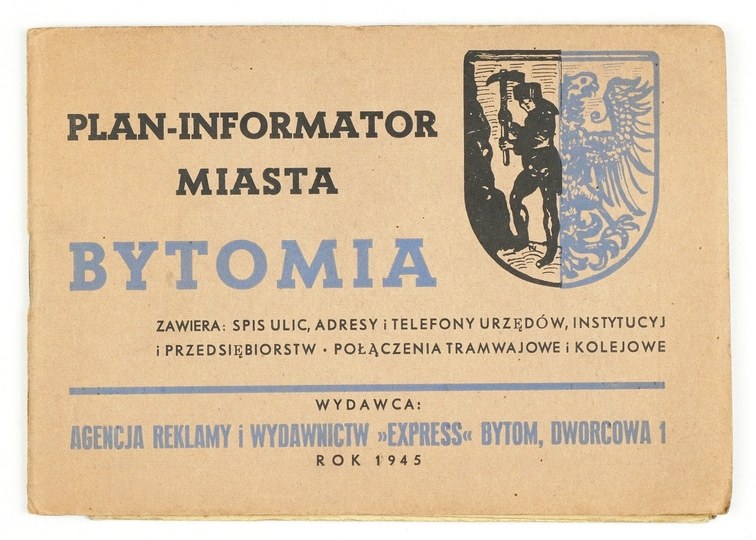 PLAN-INFORMATOR
MIASTA
BYTOMIA
ZAWIERA: SPIS ULIC, ADRESY i TELEFONY URZĘDÓW, INSTYTUCYJ
i PRZEDSIĘBIORSTW · POŁĄCZENIA TRAMWAJOWE i KOLEJOWE
WYDAWCA:
AGENCJA REKLAMY i WYDAWNICTW »EXPRESS« BYTOM, DWORCOWA 1
ROK 1945